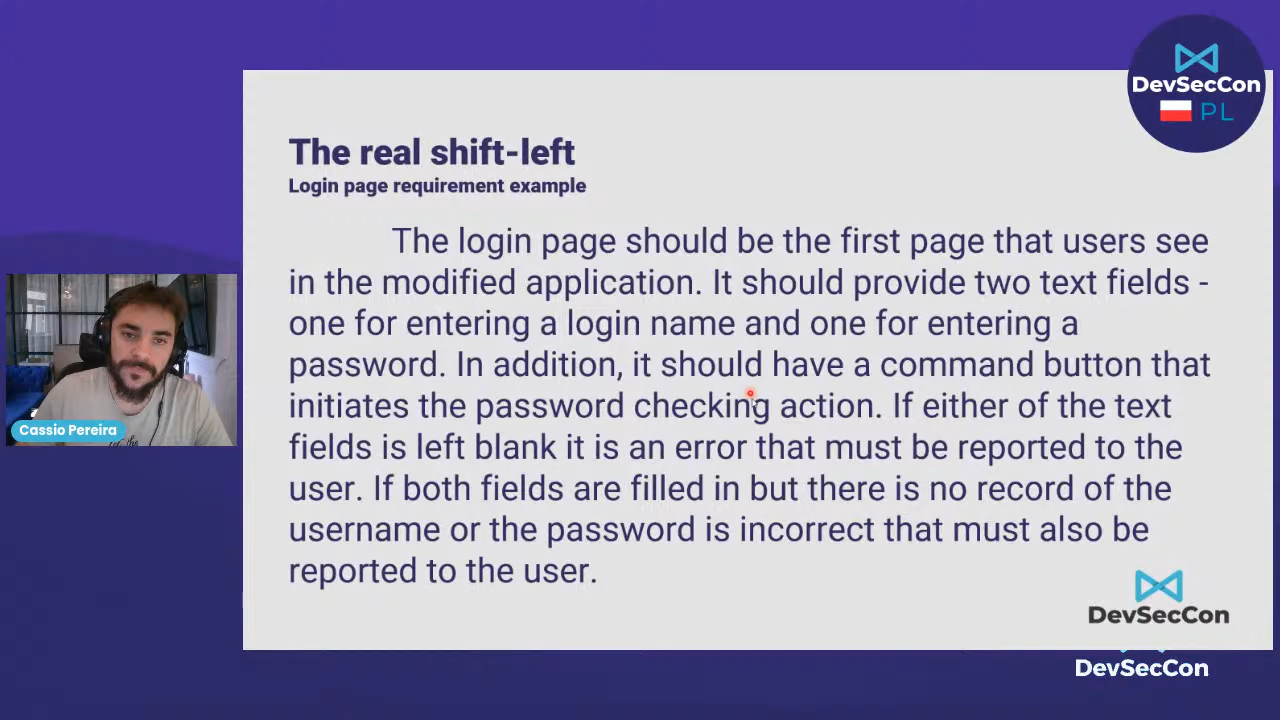 DevSecCon
PL
The real shift-left
Login page requirement example
The login page should be the first page that users see
in the modified application. It should provide two text fields -
one for entering a login name and one for entering a
password. In addition, it should have a command button that
initiates the password checking action. If either of the text
fields is left blank it is an error that must be reported to the
user. If both fields are filled in but there is no record of the
username or the password is incorrect that must also be
reported to the user.
Cassio Pereira
DevSecCon
DevSecCon